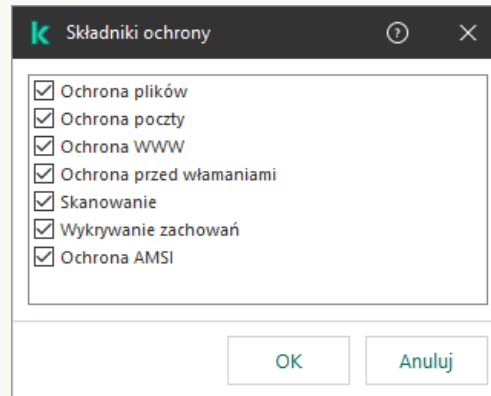 Składniki ochrony
Ochrona plików
Ochrona poczty
Ochrona WWW
Ochrona przed włamaniami
Skanowanie
Wykrywanie zachowań
Ochrona AMSI
OK Anuluj